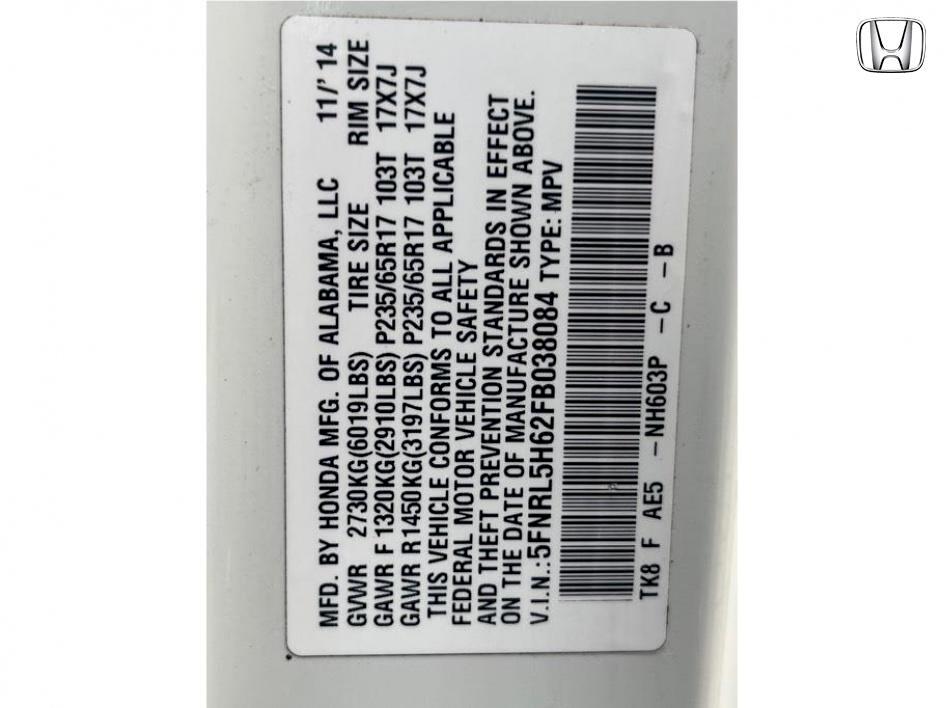 MFD. BY HONDA MFG. OF ALABAMA, LLC 11/' 14
GVWR 2730KG(6019LBS) TIRE SIZE RIM SIZE
GAWR F 1320KG(2910LBS) P235/65R17 103T 17X7J
GAWR R1450KG(3197LBS) P235/65R17 103T 17X7J
THIS VEHICLE CONFORMS TO ALL APPLICABLE
FEDERAL MOTOR VEHICLE SAFETY
AND THEFT PREVENTION STANDARDS IN EFFECT
ON THE DATE OF MANUFACTURE SHOWN ABOVE.
V.I.N.:5FNRL5H62FB038084 TYPE: MPV
TK8 F AE5 -NH603P -C -B